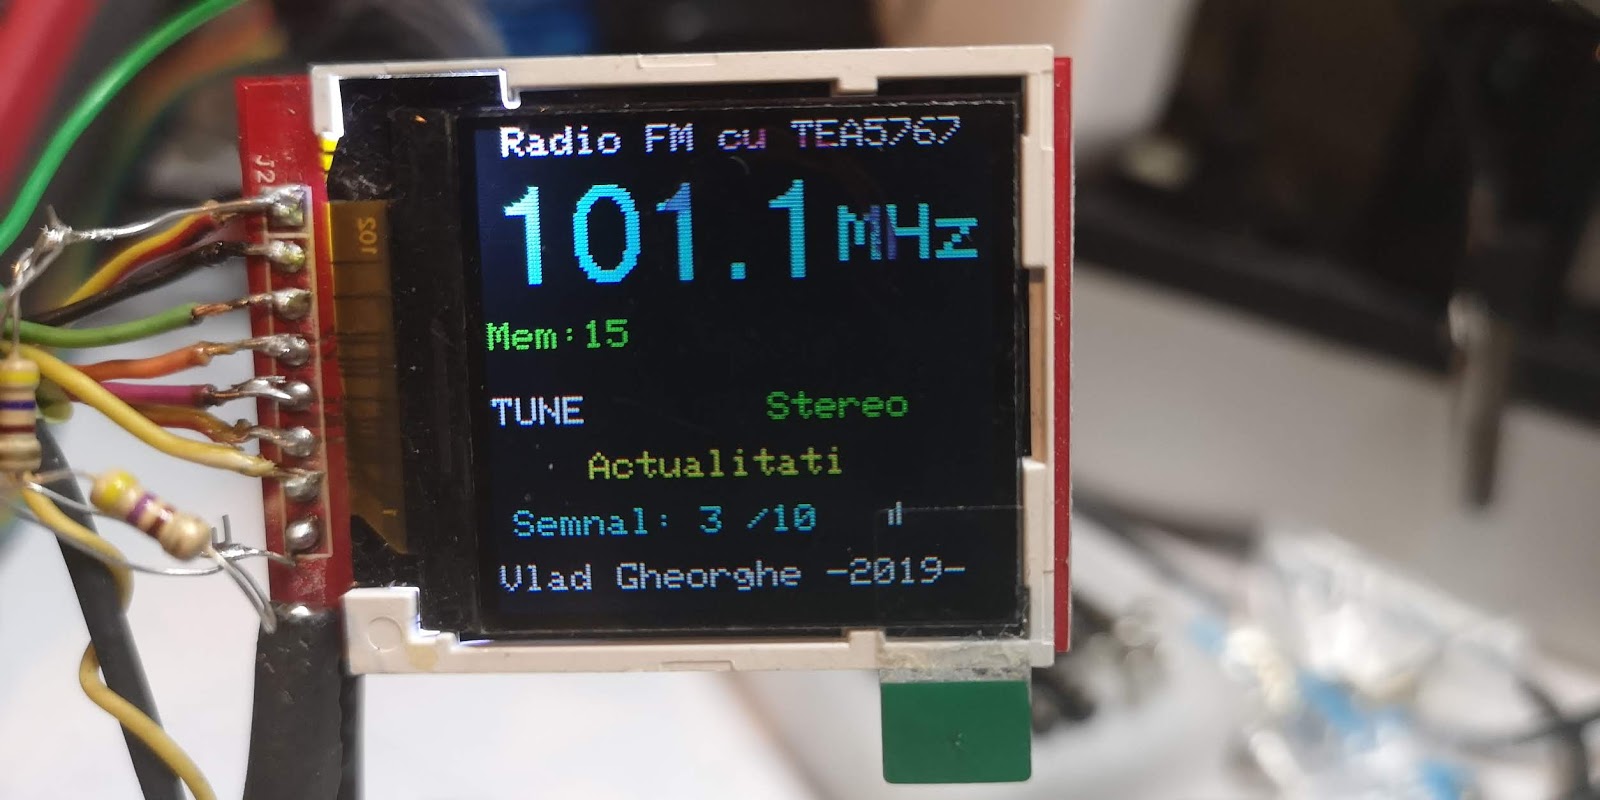 J2
102
Radio FM cu TEA5767
101.1 MHz
Mem:15
TUNE Stereo
Actualitati
Semnal: 3 /10
Vlad Gheorghe -2019-